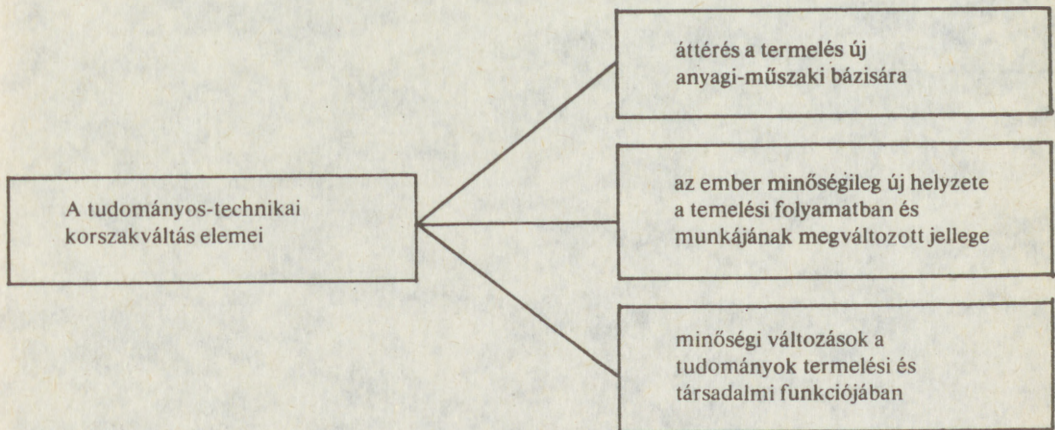 A tudományos-technikai
korszakváltás elemei
áttérés a termelés új
anyagi-műszaki bázisára
az ember minőségileg új helyzete
a temelési folyamatban és
munkájának megváltozott jellege
minőségi változások a
tudományok termelési és
társadalmi funkciójában